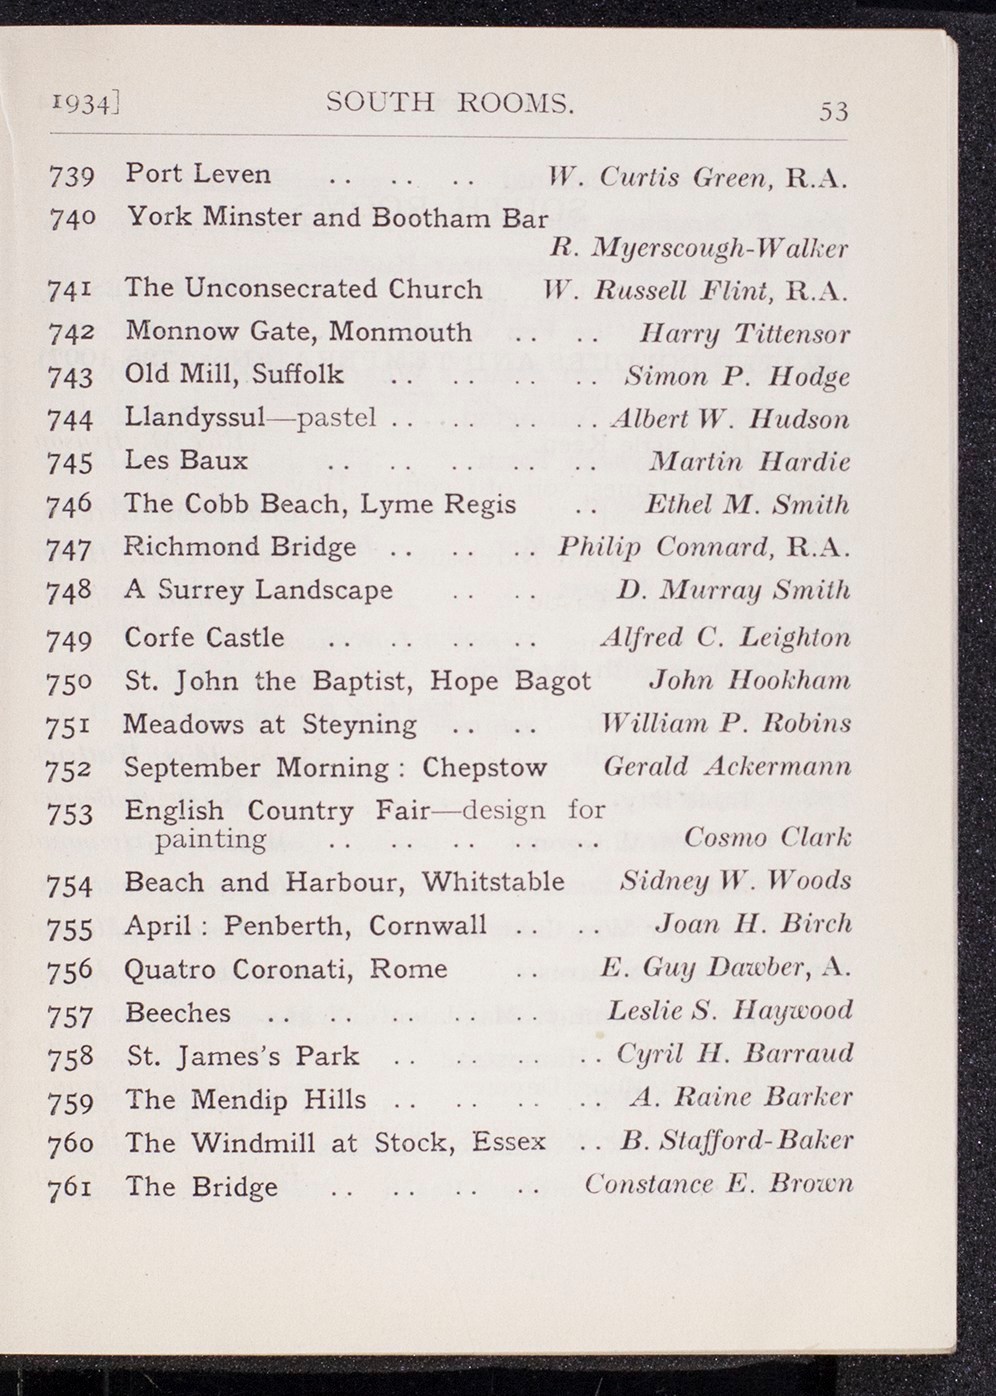 1934]
SOUTH ROOMS.
53
739 Port Leven .. .. .. W. Curtis Green, R.A.
740 York Minster and Bootham Bar
R. Myerscough-Walker
741 The Unconsecrated Church W. Russell Flint, R.A.
742 Monnow Gate, Monmouth .. .. Harry Tittensor
743 Old Mill, Suffolk .. .. .. .. Simon P. Hodge
744 Llandyssul—pastel .. .. .. .. Albert W. Hudson
745 Les Baux .. .. .. .. .. Martin Hardie
746 The Cobb Beach, Lyme Regis .. Ethel M. Smith
747 Richmond Bridge .. .. .. Philip Connard, R.A.
748 A Surrey Landscape .. .. D. Murray Smith
749 Corfe Castle .. .. .. .. Alfred C. Leighton
750 St. John the Baptist, Hope Bagot John Hookham
751 Meadows at Steyning .. .. William P. Robins
752 September Morning : Chepstow Gerald Ackermann
753 English Country Fair—design for
painting .. .. .. .. .. Cosmo Clark
754 Beach and Harbour, Whitstable Sidney W. Woods
755 April : Penberth, Cornwall .. .. Joan H. Birch
756 Quatro Coronati, Rome .. E. Guy Dawber, A.
757 Beeches .. .. .. .. .. Leslie S. Haywood
758 St. James's Park .. .. .. .. Cyril H. Barraud
759 The Mendip Hills .. .. .. .. A. Raine Barker
760 The Windmill at Stock, Essex .. B. Stafford-Baker
761 The Bridge .. .. .. .. Constance E. Brown